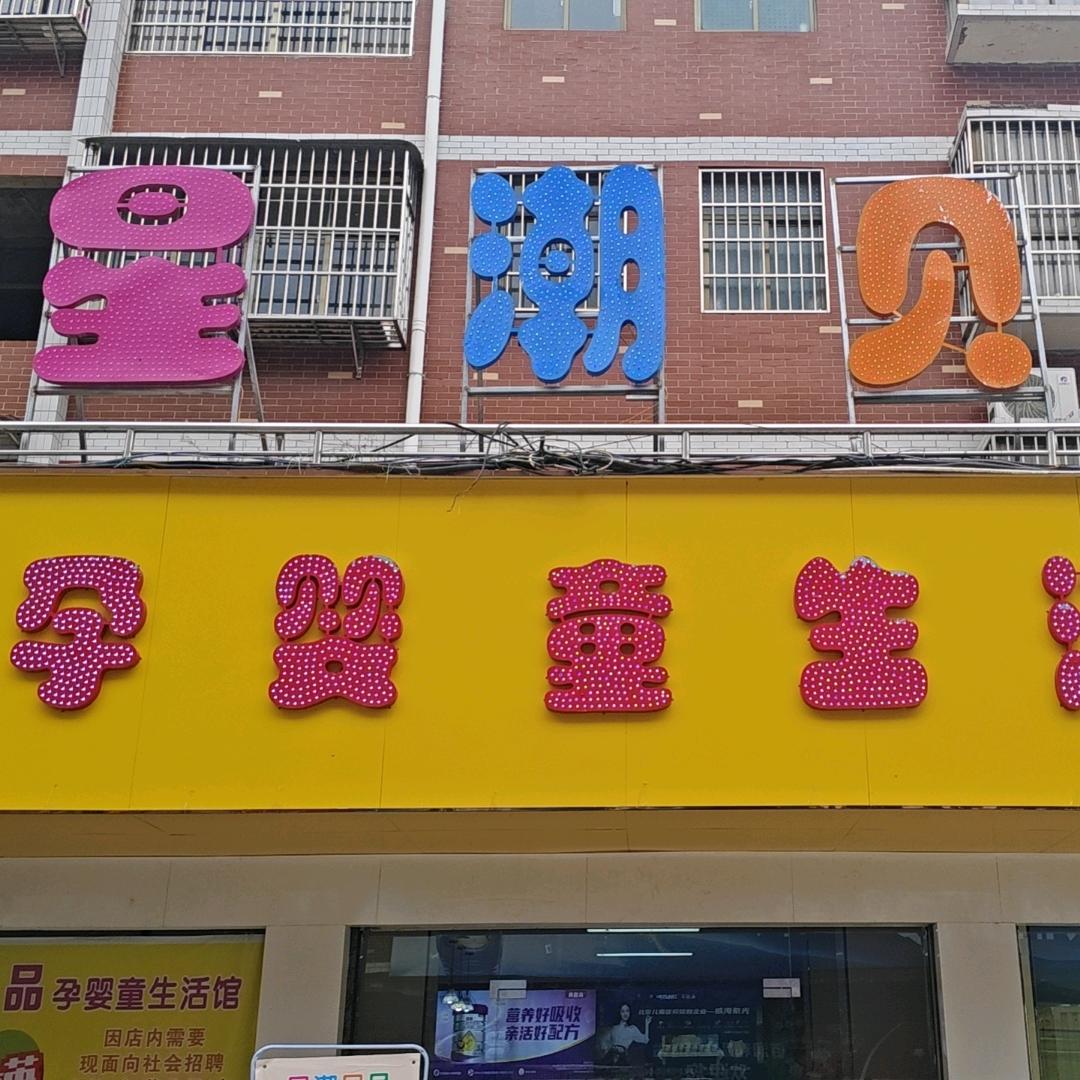 星潮贝
孕婴童生活
品 孕婴童生活馆
因店内需要
现面向社会招聘
营养好吸收
亲活好配方